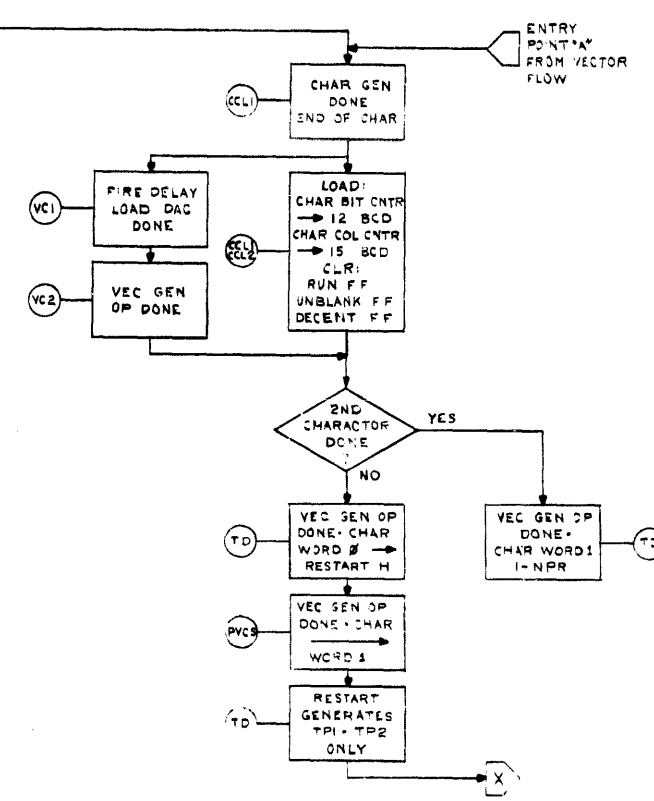 ENTRY
POINT "A"
FROM VECTOR
FLOW
CCL1
CHAR GEN
DONE
END OF CHAR
VC1
FIRE DELAY
LOAD DAC
DONE
CCL1
CCL2
LOAD:
CHAR BIT CNTR
→ 12 BCD
CHAR COL CNTR
→ 15 BCD
CLR:
RUN FF
UNBLANK FF
DECENT FF
VC2
VEC GEN
OP DONE
2ND
CHARACTOR
DONE
?
YES
NO
TD
VEC GEN OP
DONE · CHAR
WORD Ø →
RESTART H
VEC GEN OP
DONE ·
CHAR WORD 1
1→NPR
PVCS
VEC GEN OP
DONE · CHAR
→
WORD 1
TD
RESTART
GENERATES
TP1 · TP2
ONLY
X